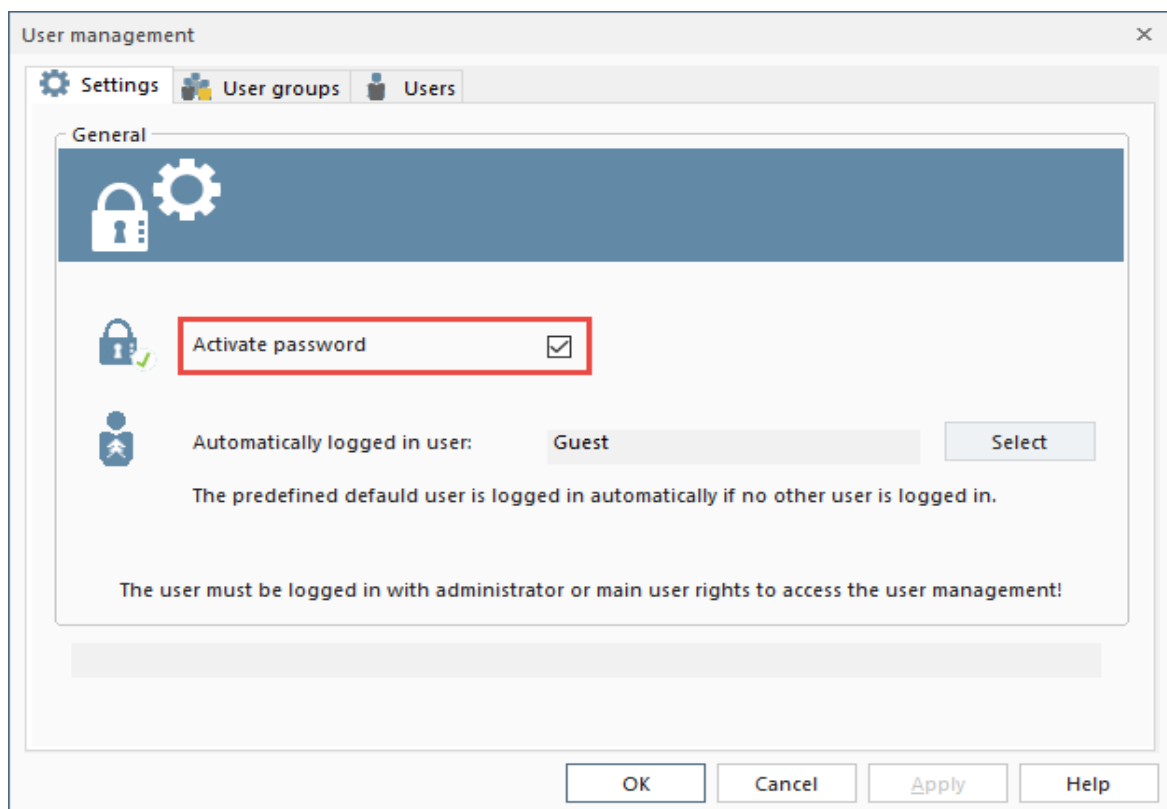 User management
Settings
User groups
Users
General
Activate password
Automatically logged in user:
Guest
Select
The predefined defauld user is logged in automatically if no other user is logged in.
The user must be logged in with administrator or main user rights to access the user management!
OK
Cancel
Apply
Help